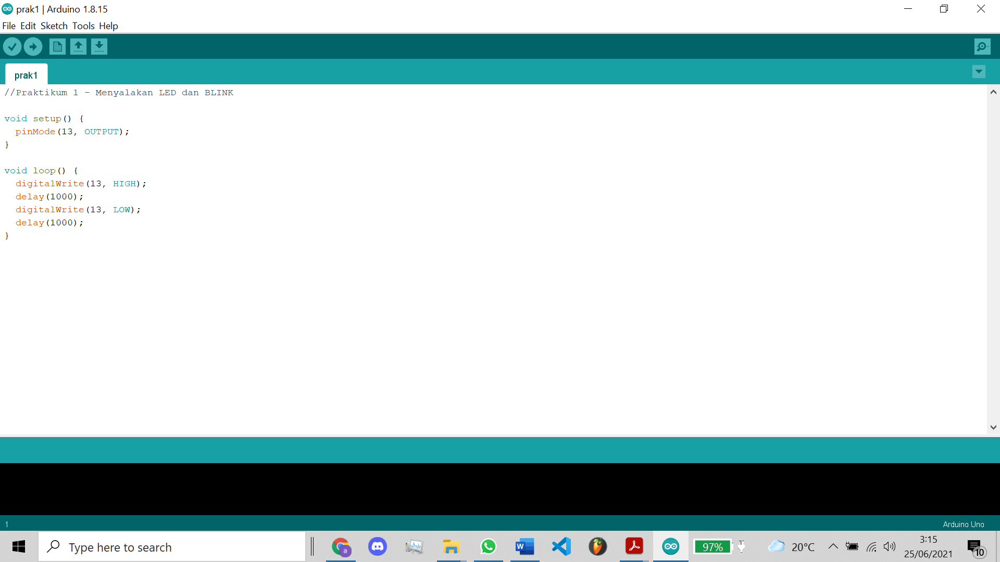 prak1 | Arduino 1.8.15
File Edit Sketch Tools Help
prak1
//Praktikum 1 - Menyalakan LED dan BLINK
void setup() {
  pinMode(13, OUTPUT);
}
void loop() {
  digitalWrite(13, HIGH);
  delay(1000);
  digitalWrite(13, LOW);
  delay(1000);
}
1
Arduino Uno
Type here to search
a
W
97%
20°C
3:15
25/06/2021
10